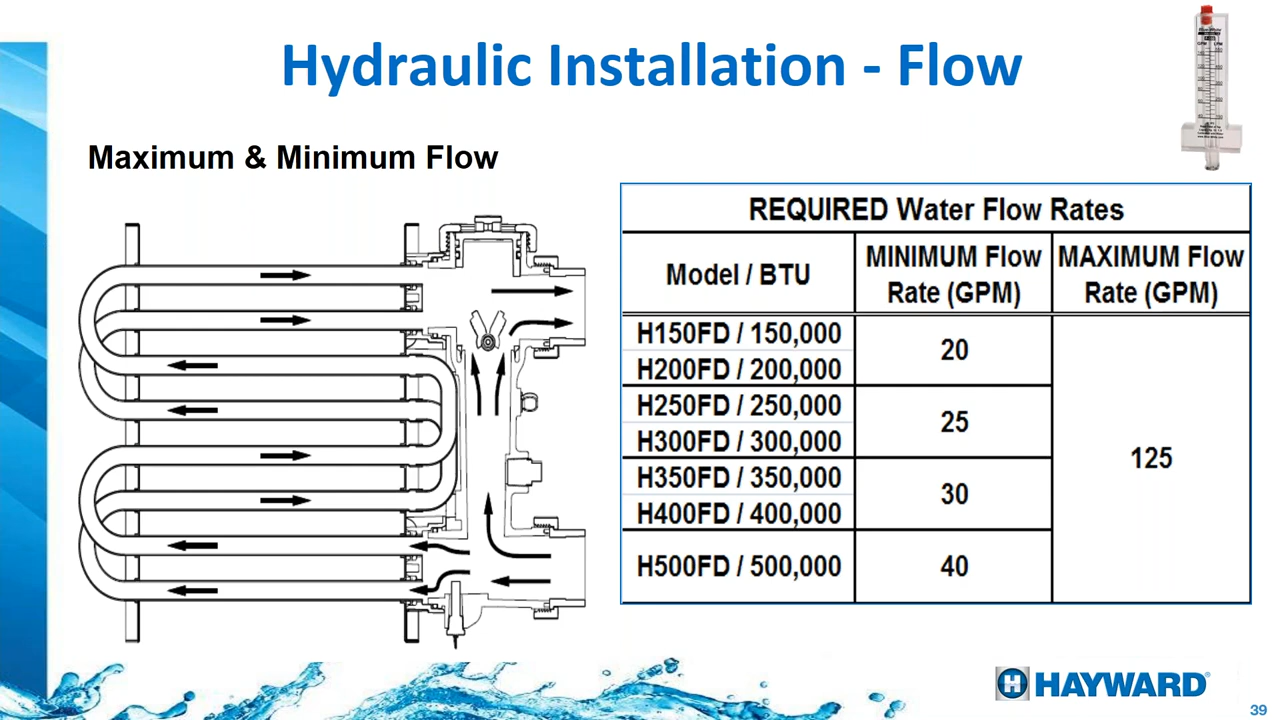 Hydraulic Installation - Flow
Maximum & Minimum Flow
REQUIRED Water Flow Rates
Model / BTU
MINIMUM Flow
Rate (GPM)
MAXIMUM Flow
Rate (GPM)
H150FD / 150,000
H200FD / 200,000
20
H250FD / 250,000
H300FD / 300,000
25
H350FD / 350,000
H400FD / 400,000
30
H500FD / 500,000
40
125
HAYWARD®
39